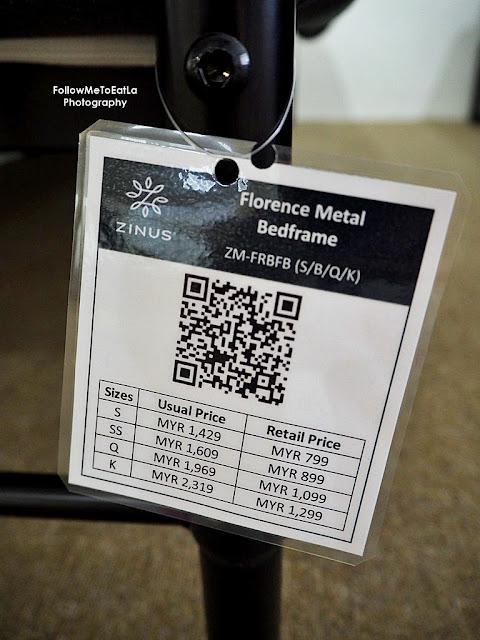 FollowMeToEatLa
Photography
ZINUS
Florence Metal
Bedframe
ZM-FRBFB (S/B/Q/K)
Sizes Usual Price Retail Price
S MYR 1,429 MYR 799
SS MYR 1,609 MYR 899
Q MYR 1,969 MYR 1,099
K MYR 2,319 MYR 1,299